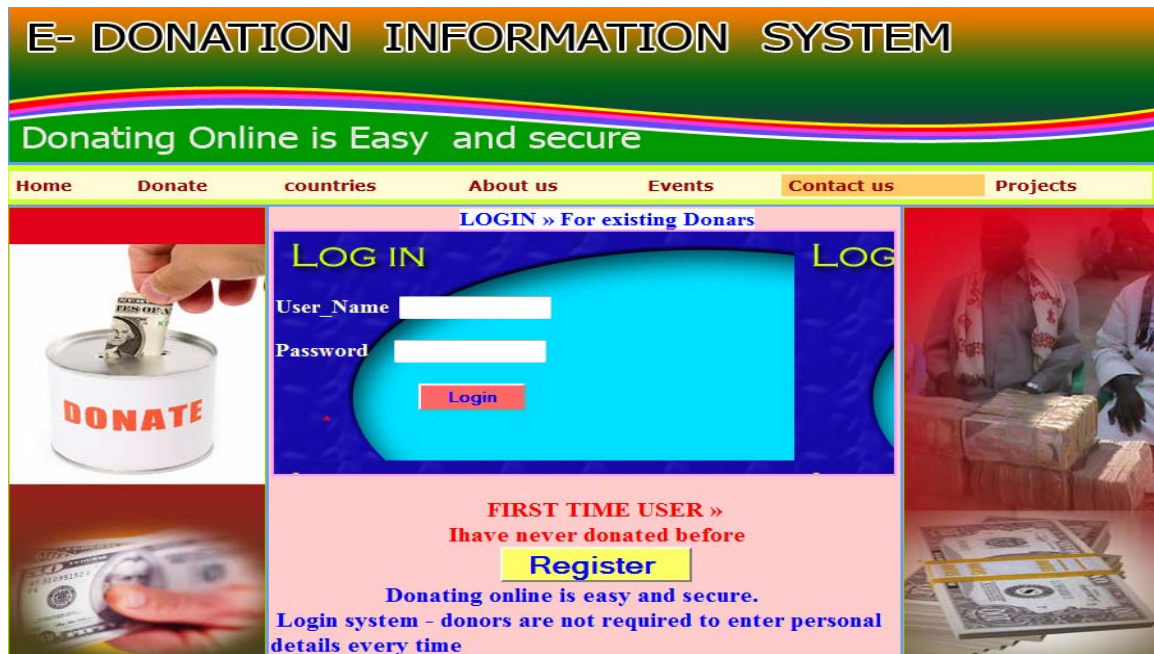 E- DONATION INFORMATION SYSTEM
Donating Online is Easy and secure
Home Donate countries About us Events Contact us Projects
LOGIN » For existing Donars
LOG IN LOG
User_Name
Password
Login
*
DONATE
FIRST TIME USER »
Ihave never donated before
Register
Donating online is easy and secure.
Login system - donors are not required to enter personal
details every time